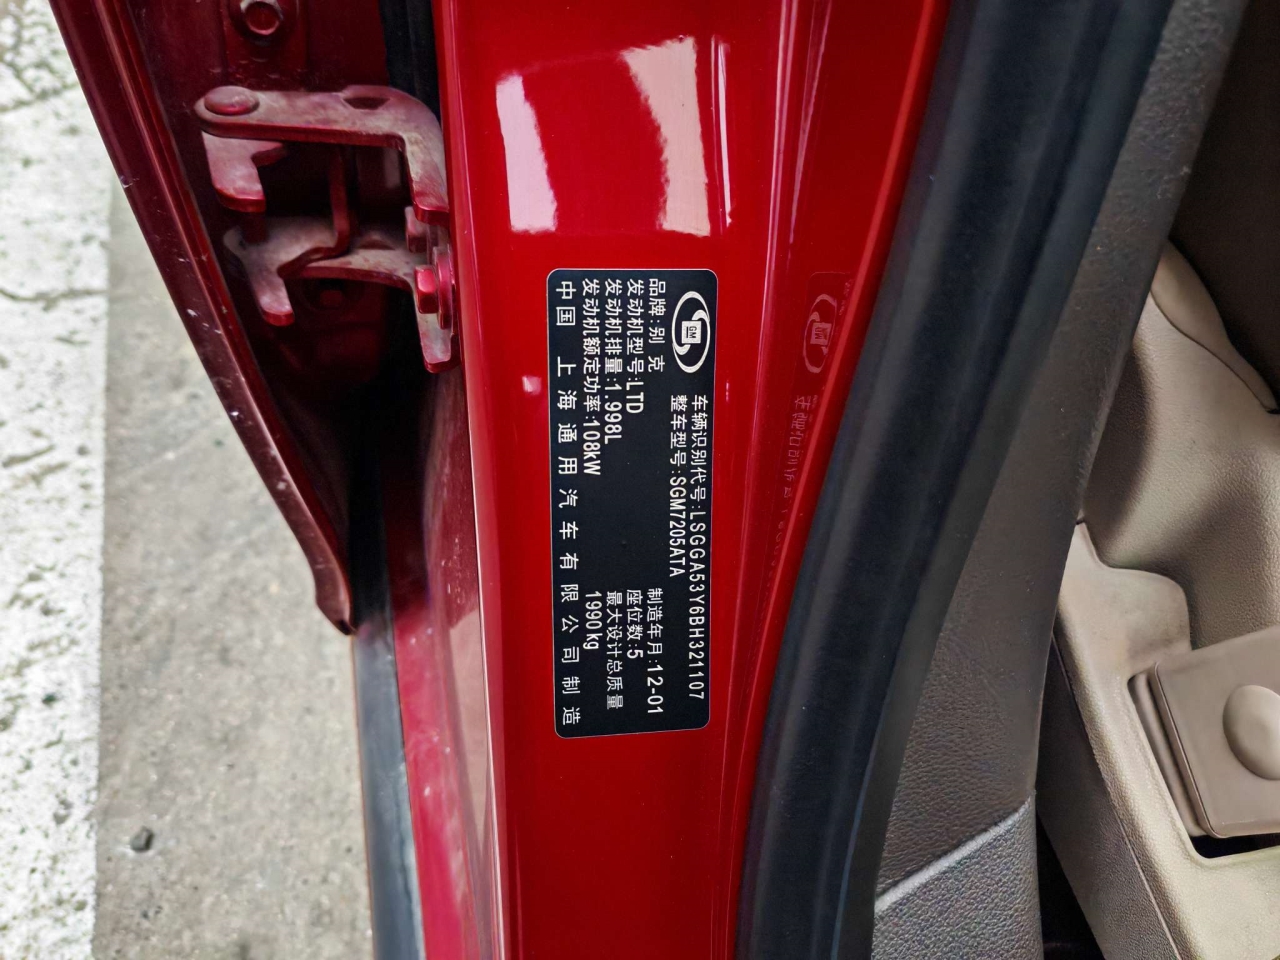 GM
车辆识别代号:LSGGA53Y6BH321107
整车型号:SGM7205ATA
品牌:别 克
制造年月:12-01
发动机型号:LTD
座位数:5
发动机排量:1.998L
最大设计总质量
发动机额定功率:108kW
1990kg
中国 上海通用汽车有限公司制造